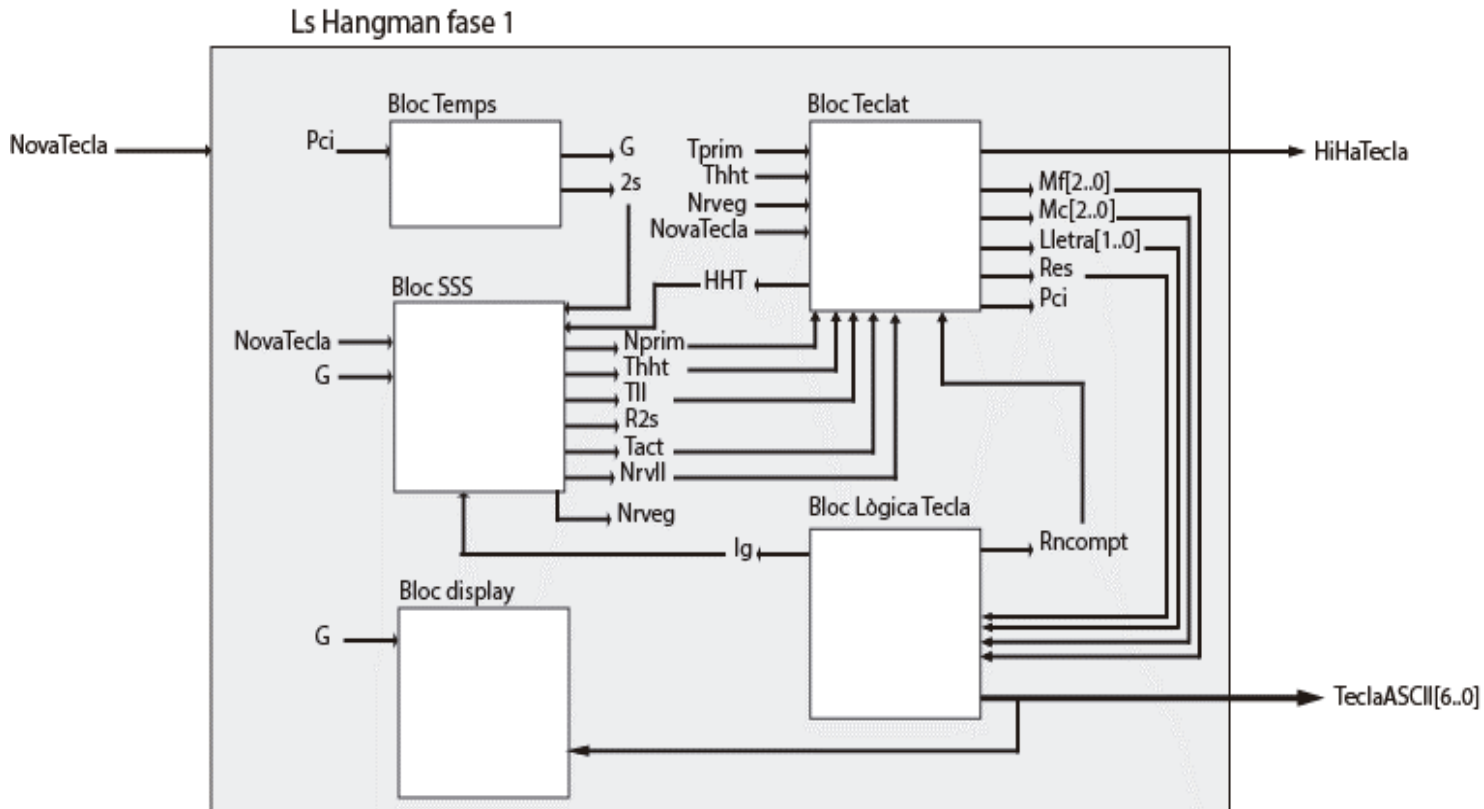 Ls Hangman fase 1
NovaTecla
Bloc Temps
Pci
G
2s
Bloc Teclat
Tprim
Thht
Nrveg
NovaTecla
HHT
HiHaTecla
Mf[2..0]
Mc[2..0]
Lletra[1..0]
Res
Pci
Bloc SSS
NovaTecla
G
Nprim
Thht
Tll
R2s
Tact
Nrvll
Nrveg
Bloc Lògica Tecla
Ig
Rncompt
Bloc display
G
TeclaASCII[6..0]